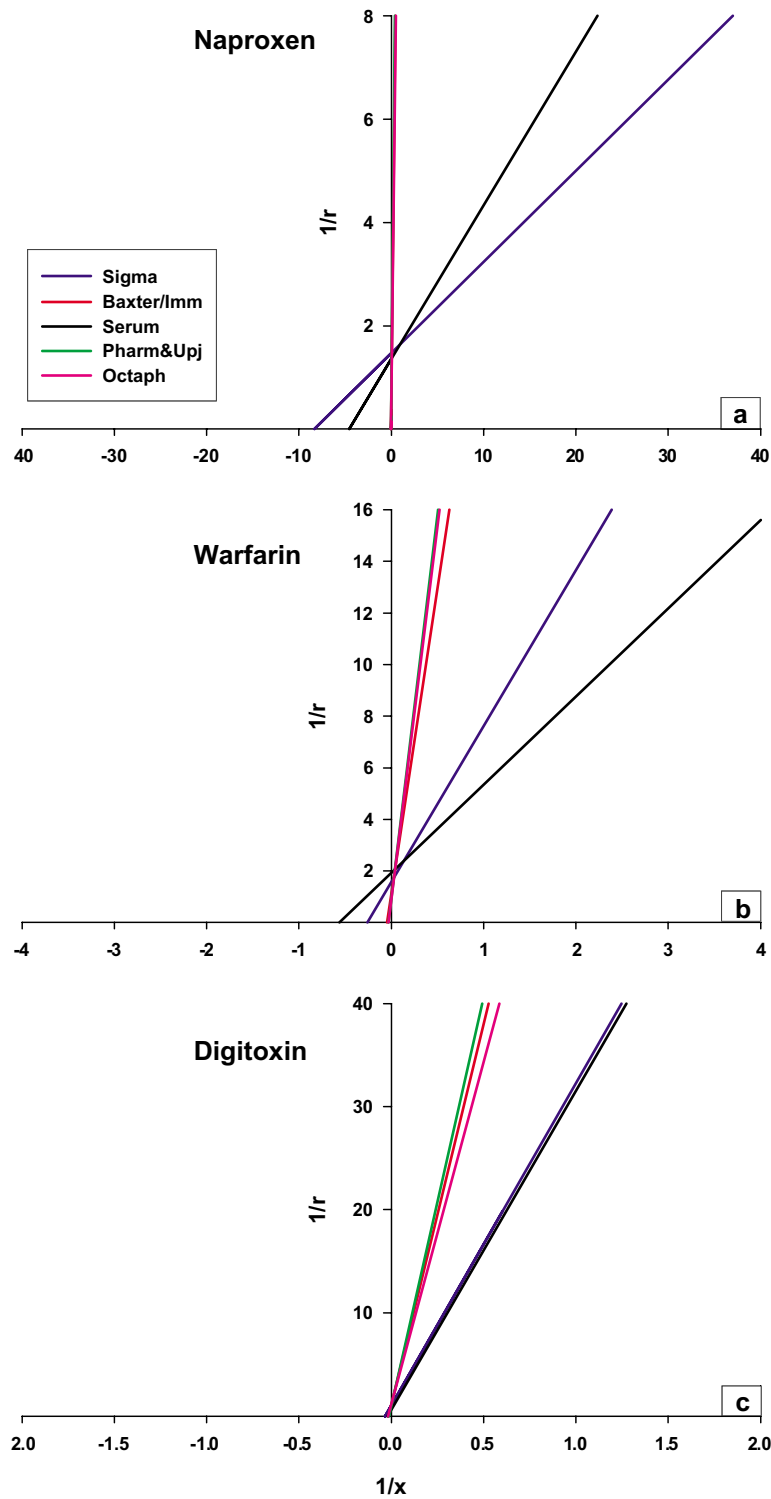 Naproxen
8
6
4
2
1/r
Sigma
Baxter/Imm
Serum
Pharm&Upj
Octaph
a
40 -30 -20 -10 0 10 20 30 40
Warfarin
16
14
12
10
8
6
4
2
1/r
b
-4 -3 -2 -1 0 1 2 3 4
Digitoxin
40
30
20
10
1/r
c
2.0 -1.5 -1.0 -0.5 0.0 0.5 1.0 1.5 2.0
1/x